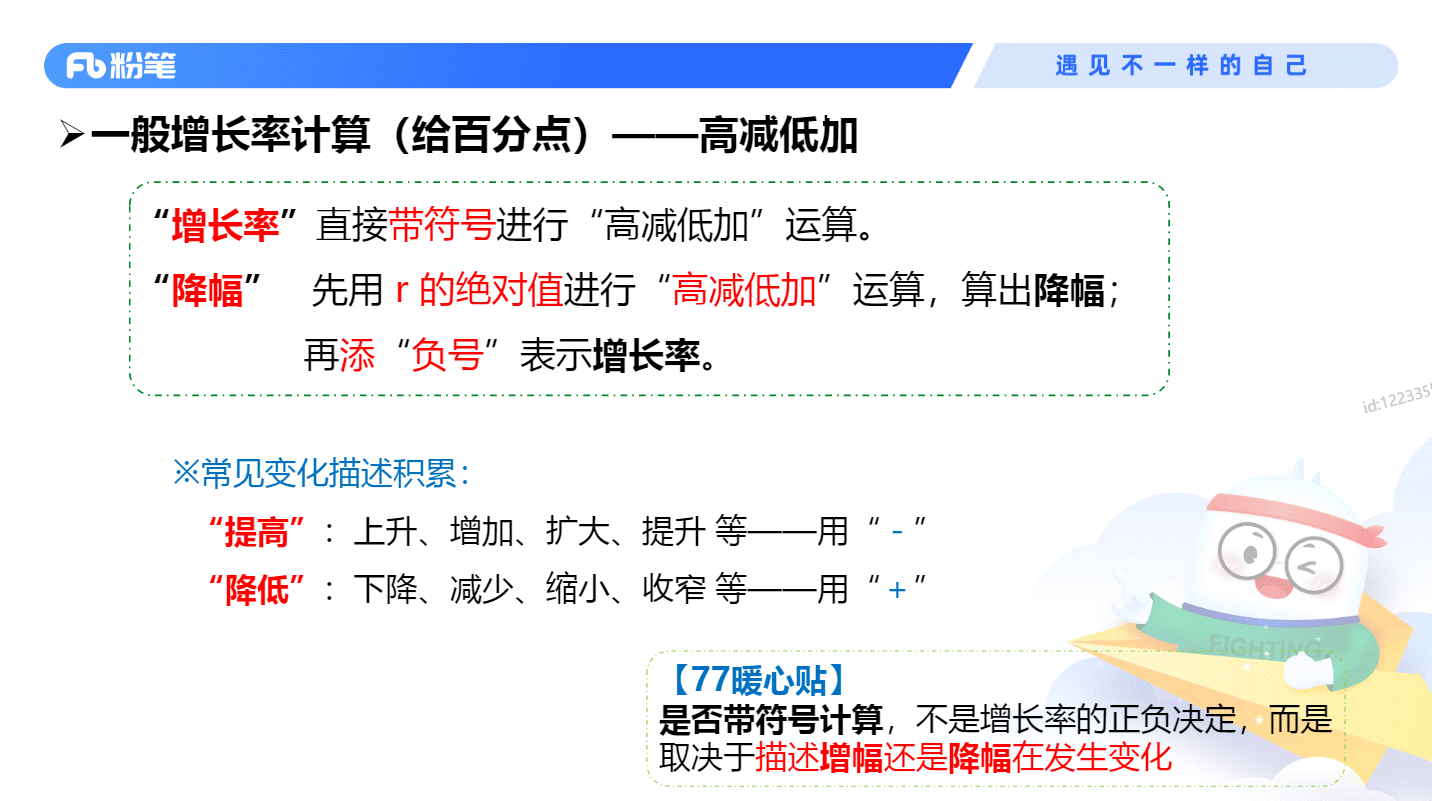 粉笔
遇见不一样的自己
➢一般增长率计算（给百分点）——高减低加
“增长率”直接带符号进行“高减低加”运算。
“降幅” 先用 r 的绝对值进行“高减低加”运算，算出降幅；
再添“负号”表示增长率。
id:122335
※常见变化描述积累：
“提高”：上升、增加、扩大、提升 等——用“ - ”
“降低”：下降、减少、缩小、收窄 等——用“ + ”
FIGHTING
【77暖心贴】
是否带符号计算，不是增长率的正负决定，而是
取决于描述增幅还是降幅在发生变化